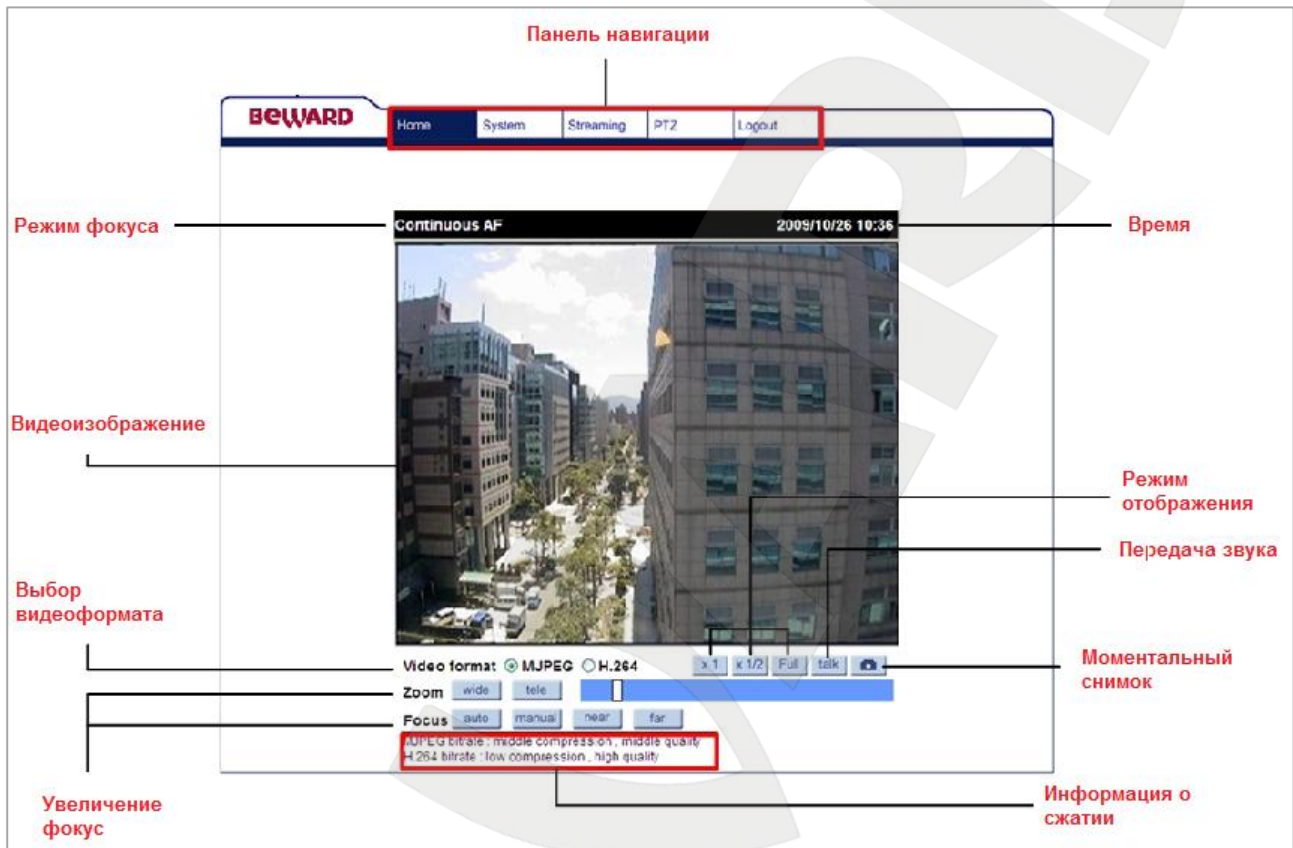 Панель навигации
BEWARD
Home System Streaming PTZ Logout
Режим фокуса
Continuous AF 2009/10/26 10:36
Время
Видеоизображение
Режим
отображения
Передача звука
Выбор
видеоформата
Video format MJPEG H.264 x 1 x 1/2 Full talk
Моментальный
снимок
Zoom wide tele
Focus auto manual near far
MJPEG bitrate : middle compression , middle quality
H.264 bitrate : low compression , high quality
Увеличение
фокус
Информация о
сжатии